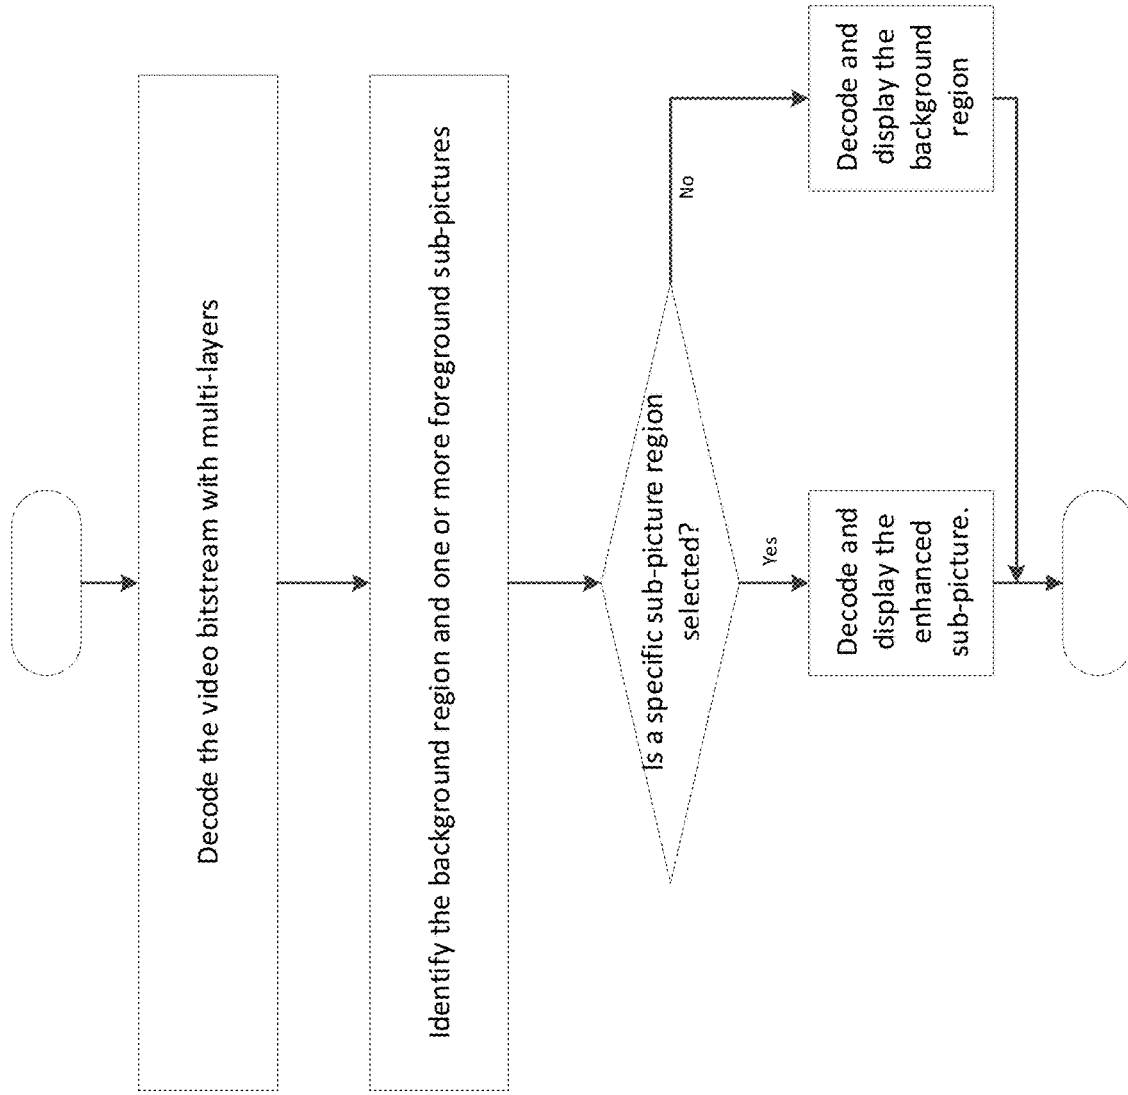 Decode the video bitstream with multi-layers
Identify the background region and one or more foreground sub-pictures
Is a specific sub-picture region
selected?
Yes
No
Decode and
display the
enhanced
sub-picture.
Decode and
display the
background
region